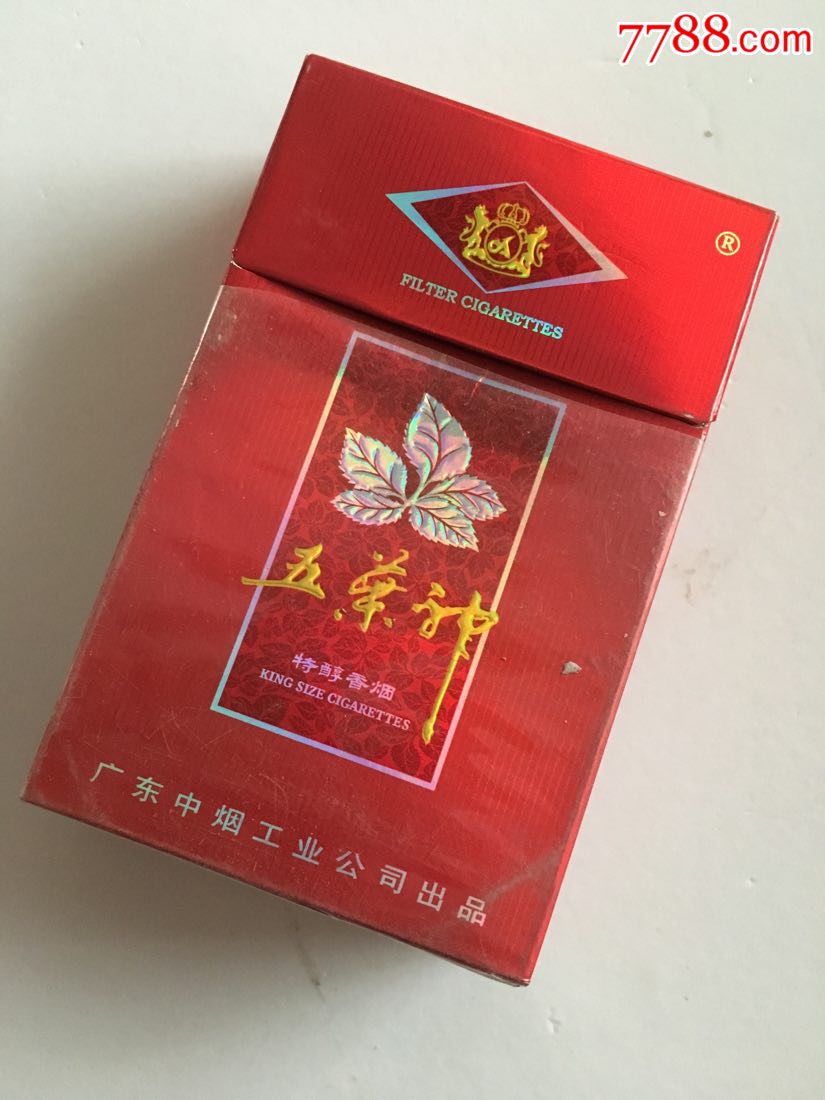 7788.com
®
FILTER CIGARETTES
五葉神
特醇香烟
KING SIZE CIGARETTES
广东中烟工业公司出品